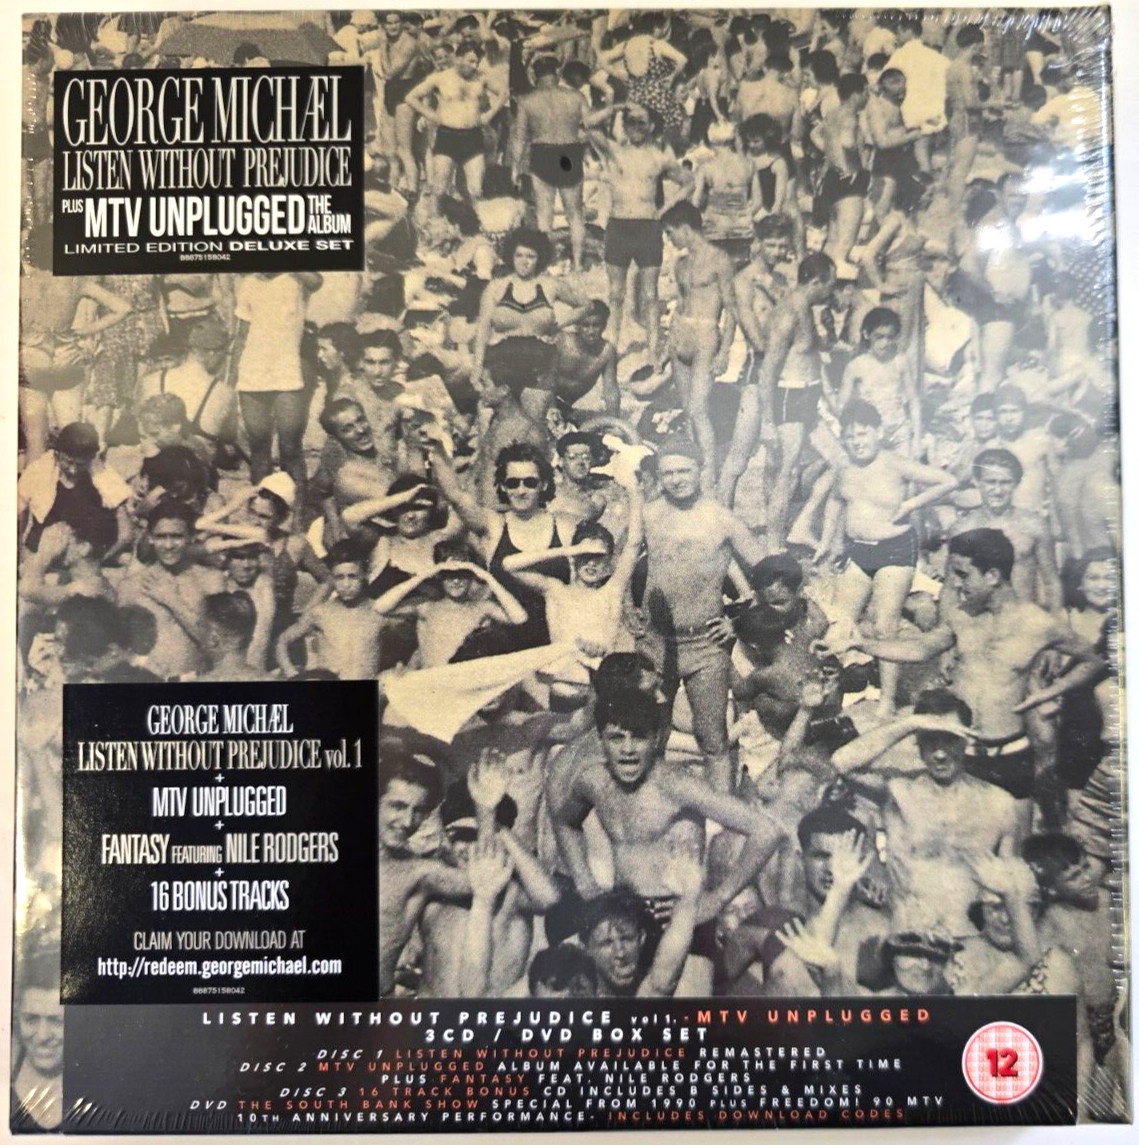 GEORGE MICHÆL
LISTEN WITHOUT PREJUDICE
PLUS MTV UNPLUGGED THE ALBUM
LIMITED EDITION DELUXE SET
88875158042
GEORGE MICHÆL
LISTEN WITHOUT PREJUDICE vol. 1
+
MTV UNPLUGGED
+
FANTASY FEATURING NILE RODGERS
+
16 BONUS TRACKS
CLAIM YOUR DOWNLOAD AT
http://redeem.georgemichael.com
88875158042
LISTEN WITHOUT PREJUDICE vol 1. - MTV UNPLUGGED
3CD / DVD BOX SET
DISC 1 LISTEN WITHOUT PREJUDICE REMASTERED
DISC 2 MTV UNPLUGGED ALBUM AVAILABLE FOR THE FIRST TIME
PLUS FANTASY FEAT. NILE RODGERS
DISC 3 16 TRACK BONUS CD INCLUDES B SIDES & MIXES
DVD THE SOUTH BANK SHOW SPECIAL FROM 1990 PLUS FREEDOM! 90 MTV
10TH ANNIVERSARY PERFORMANCE- INCLUDES DOWNLOAD CODES
12